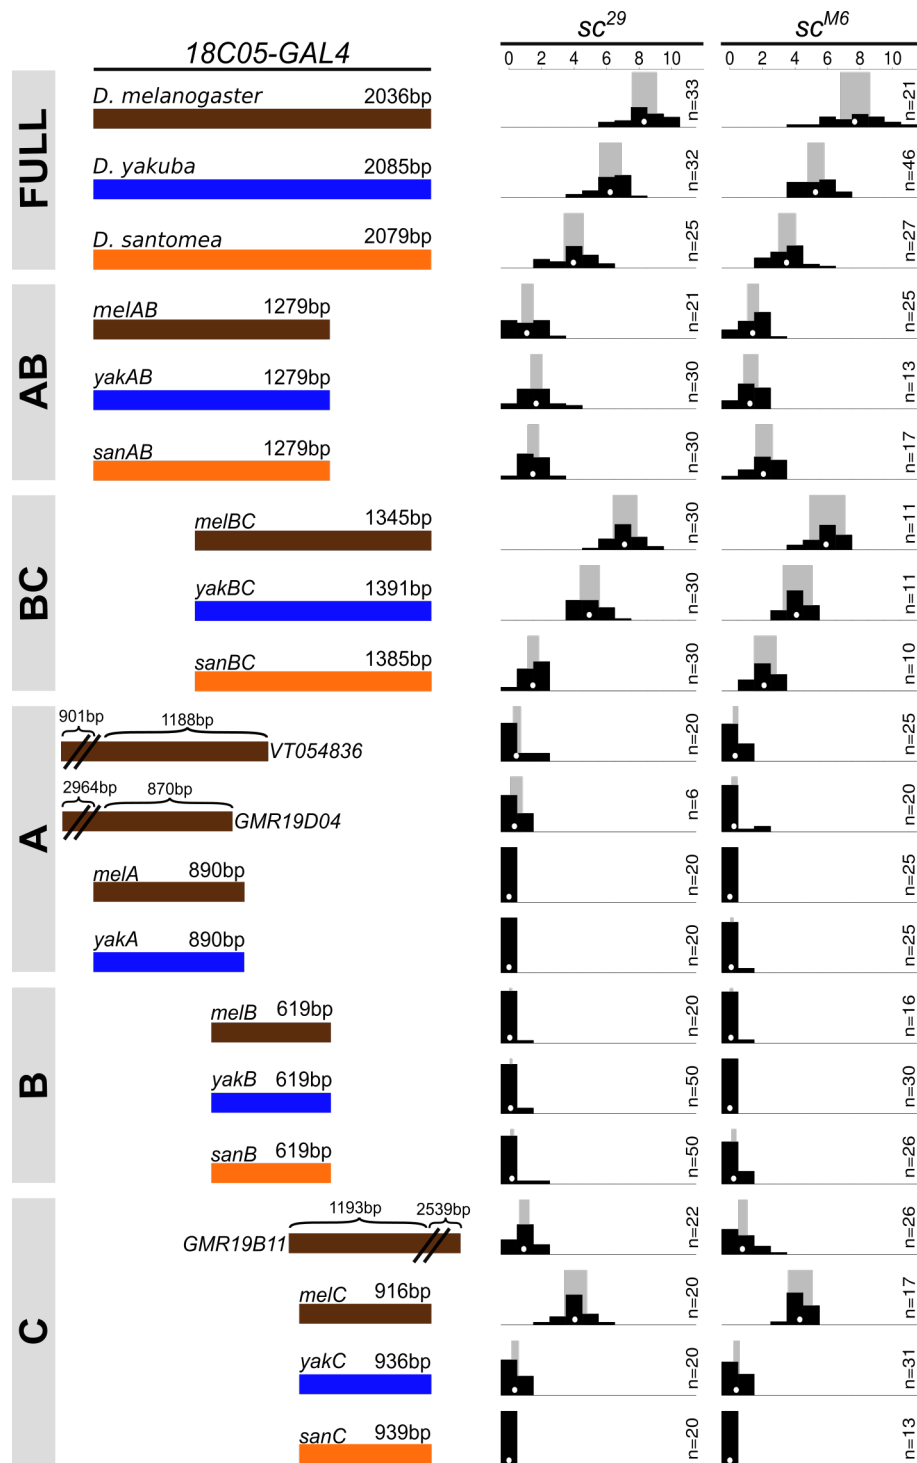 18C05-GAL4 sc29 scM6
0 2 4 6 8 10 0 2 4 6 8 10
FULL
D. melanogaster 2036bp n=33 n=21
D. yakuba 2085bp n=32 n=46
D. santomea 2079bp n=25 n=27
AB
melAB 1279bp n=21 n=25
yakAB 1279bp n=30 n=13
sanAB 1279bp n=30 n=17
BC
melBC 1345bp n=30 n=11
yakBC 1391bp n=30 n=11
sanBC 1385bp n=30 n=10
A
901bp 1188bp VT054836 n=20 n=25
2964bp 870bp GMR19D04 n=6 n=20
melA 890bp n=20 n=25
yakA 890bp n=20 n=25
B
melB 619bp n=20 n=16
yakB 619bp n=50 n=30
sanB 619bp n=50 n=26
C
1193bp 2539bp GMR19B11 n=22 n=26
melC 916bp n=20 n=17
yakC 936bp n=20 n=31
sanC 939bp n=20 n=13